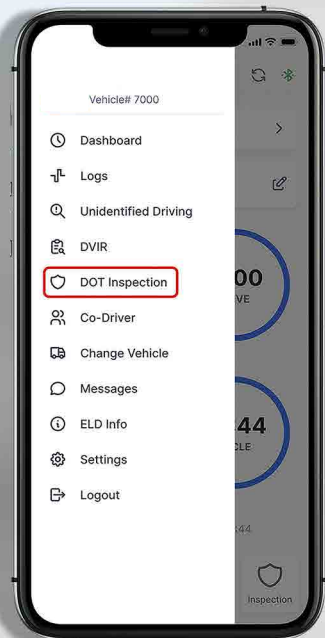 Vehicle# 7000
Dashboard
Logs
Unidentified Driving
DVIR
DOT Inspection
Co-Driver
Change Vehicle
Messages
ELD Info
Settings
Logout
00
VE
:44
CLE
:44
Inspection